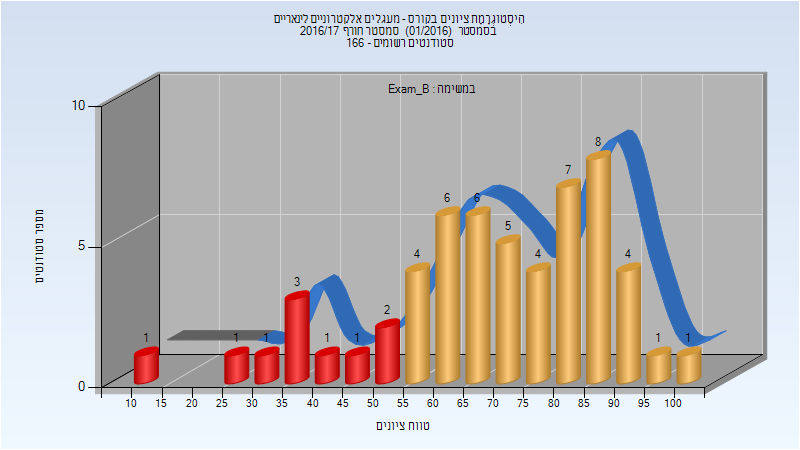 היסטוגרמת ציונים בקורס - מעגלים אלקטרוניים לינאריים
בסמסטר (01/2016) סמסטר חורף 2016/17
סטודנטים רשומים - 166
במשימה : Exam_B
מספר סטודנטים
10
5
0
1
1
1
3
1
1
2
4
6
6
5
4
7
8
4
1
1
10 15 20 25 30 35 40 45 50 55 60 65 70 75 80 85 90 95 100
טווח ציונים